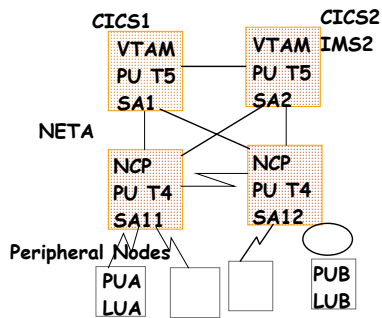 CICS1
CICS2
IMS2
VTAM
PU T5
SA1
VTAM
PU T5
SA2
NETA
NCP
PU T4
SA11
NCP
PU T4
SA12
Peripheral Nodes
PUA
LUA
PUB
LUB